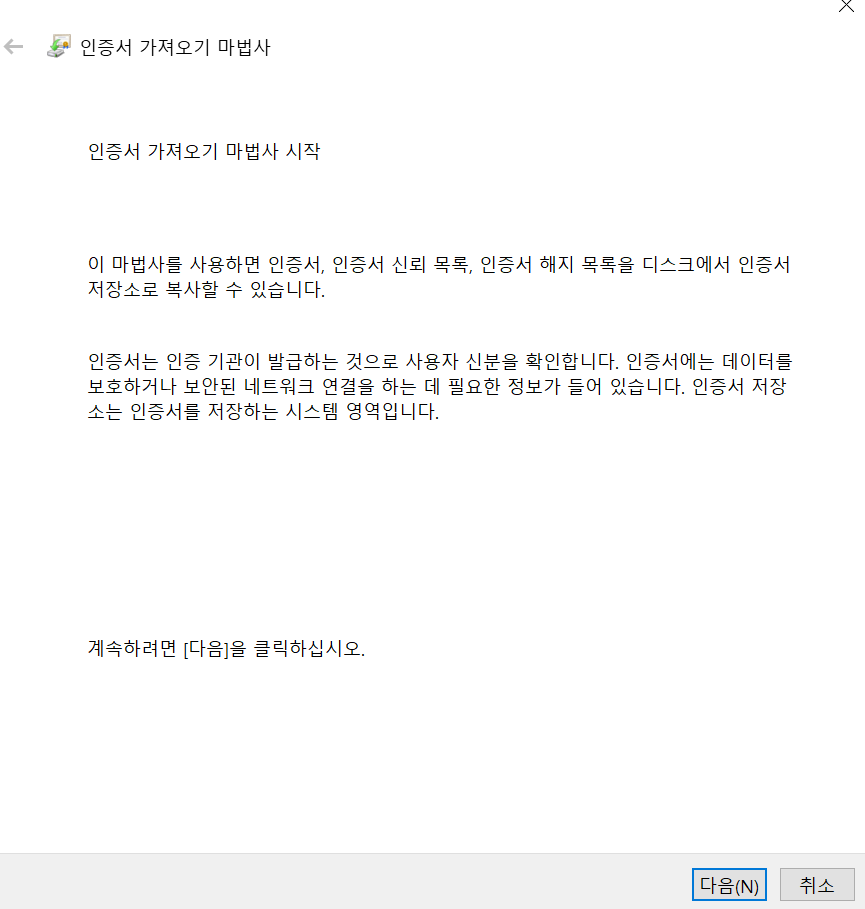 인증서 가져오기 마법사
인증서 가져오기 마법사 시작
이 마법사를 사용하면 인증서, 인증서 신뢰 목록, 인증서 해지 목록을 디스크에서 인증서
저장소로 복사할 수 있습니다.
인증서는 인증 기관이 발급하는 것으로 사용자 신분을 확인합니다. 인증서에는 데이터를
보호하거나 보안된 네트워크 연결을 하는 데 필요한 정보가 들어 있습니다. 인증서 저장
소는 인증서를 저장하는 시스템 영역입니다.
계속하려면 [다음]을 클릭하십시오.
다음(N) 취소